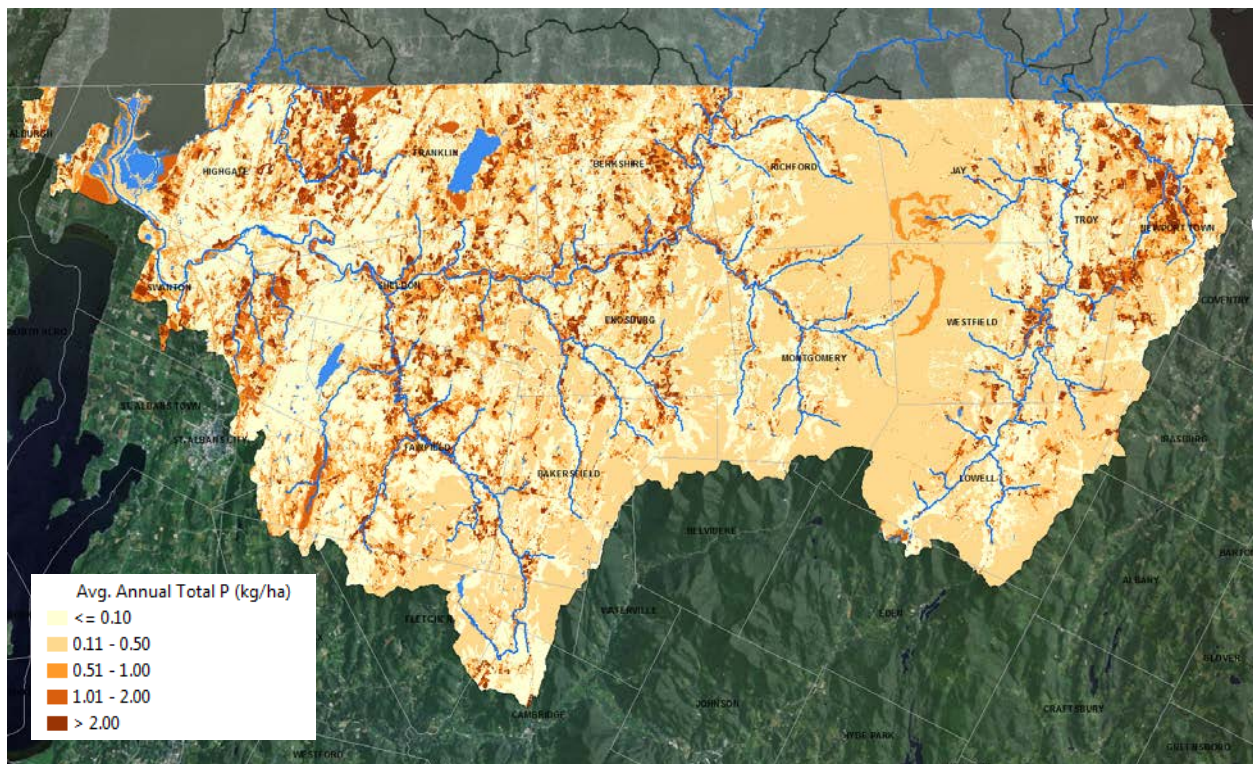 ALBURGH
HIGHGATE
FRANKLIN
BERKSHIRE
RICHFORD
JAY
TROY
NEWPORT TOWN
SWANTON
SHELDON
ENOSBURG
WESTFIELD
COVENTRY
NORTH HERO
MONTGOMERY
ST. ALBANS TOWN
ST. ALBANS CITY
FAIRFIELD
BAKERSFIELD
LOWELL
IRASBURG
BELVIDERE
WATERVILLE
EDEN
ALBANY
FLETCHER
GLOVER
CAMBRIDGE
JOHNSON
HYDE PARK
CRAFTSBURY
WESTFORD
GREENSBORO
Avg. Annual Total P (kg/ha)
<= 0.10
0.11 - 0.50
0.51 - 1.00
1.01 - 2.00
> 2.00